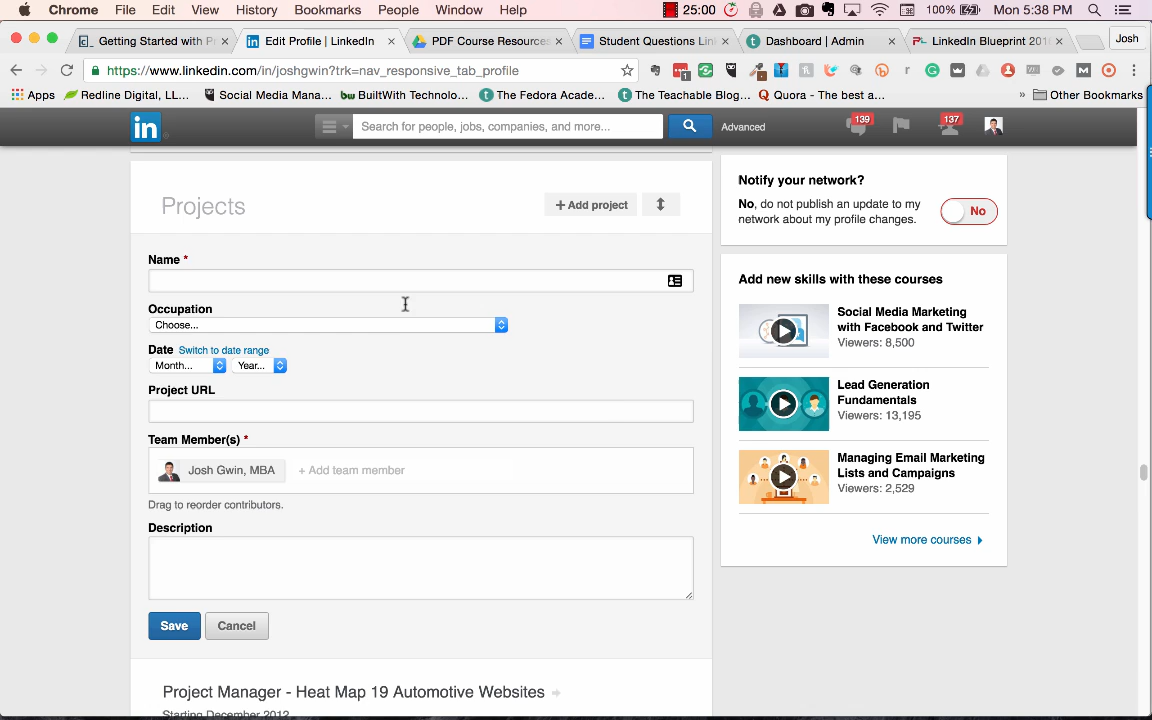 Chrome File Edit View History Bookmarks People Window Help 25:00 100% Mon 5:38 PM
Getting Started with P
Edit Profile | LinkedIn
PDF Course Resources
Student Questions Lin
Dashboard | Admin
LinkedIn Blueprint 201
Josh
https://www.linkedin.com/in/joshgwin?trk=nav_responsive_tab_profile
Apps Redline Digital, LL... Social Media Mana... BuiltWith Technolo... The Fedora Acade... The Teachable Blog... Quora - The best a... » Other Bookmarks
in Search for people, jobs, companies, and more... Advanced 139 137
Projects
+ Add project
Name *
Occupation
Choose...
Date Switch to date range
Month... Year...
Project URL
Team Member(s) *
Josh Gwin, MBA + Add team member
Drag to reorder contributors.
Description
Save Cancel
Project Manager - Heat Map 19 Automotive Websites
Starting December 2012
Notify your network?
No, do not publish an update to my
network about my profile changes.
No
Add new skills with these courses
Social Media Marketing
with Facebook and Twitter
Viewers: 8,500
Lead Generation
Fundamentals
Viewers: 13,195
Managing Email Marketing
Lists and Campaigns
Viewers: 2,529
View more courses